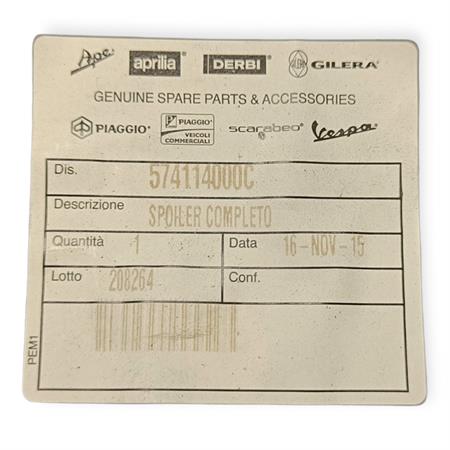 Ape aprilia DERBI GILERA
GENUINE SPARE PARTS & ACCESSORIES
PIAGGIO PIAGGIO VEICOLI COMMERCIALI scarabeo Vespa
Dis. 574114000C
Descrizione SPOILER COMPLETO
Quantità 1 Data 16-NOV-15
Lotto 208264 Conf.
PEM1